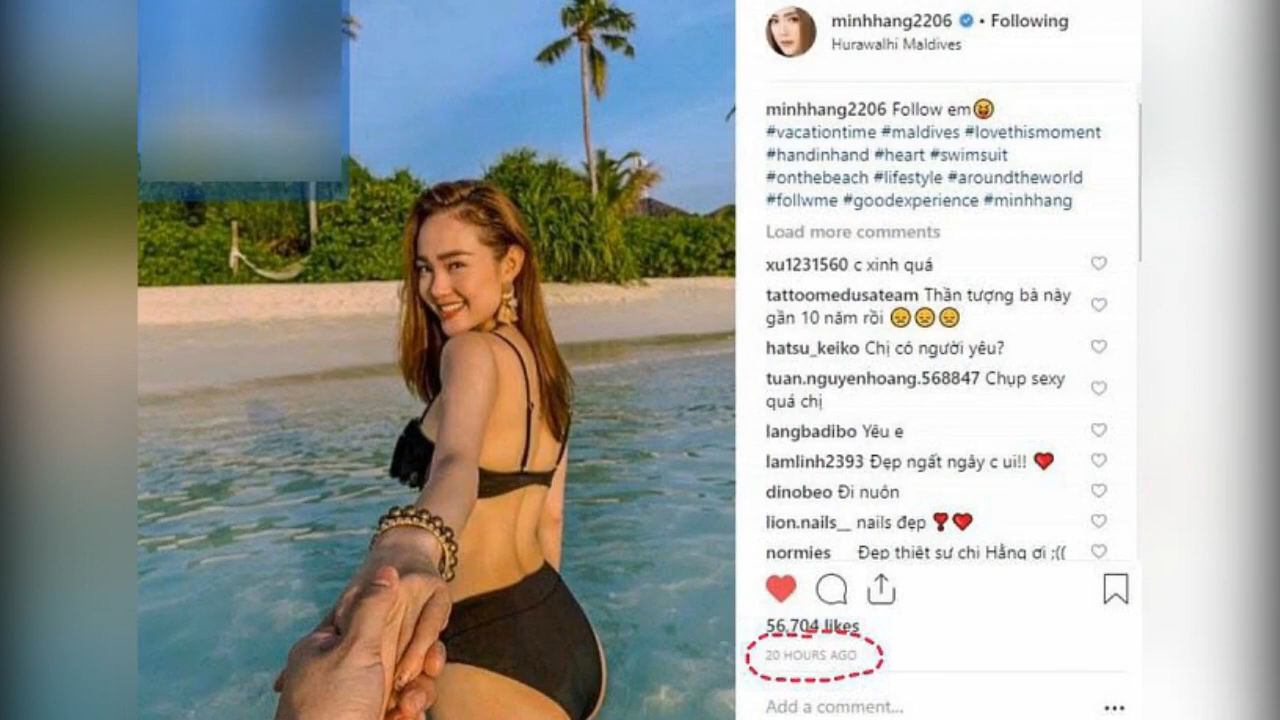 minhhang2206 • Following
Hurawalhi Maldives
minhhang2206 Follow em😝
#vacationtime #maldives #lovethismoment
#handinhand #heart #swimsuit
#onthebeach #lifestyle #aroundtheworld
#follwme #goodexperience #minhhang
Load more comments
xu1231560 c xinh quá
tattoomedusateam Thần tượng bà này
gần 10 năm rồi 😞😞😞
hatsu_keiko Chị có người yêu?
tuan.nguyenhoang.568847 Chụp sexy
quá chị
langbadibo Yêu e
lamlinh2393 Đẹp ngất ngây c ui!! ❤️
dinobeo Đi nuôn
lion.nails__ nails đẹp ❣️❤️
normies__ Đẹp thiệt sự chị Hằng ơi :((
56,704 likes
20 HOURS AGO
Add a comment...